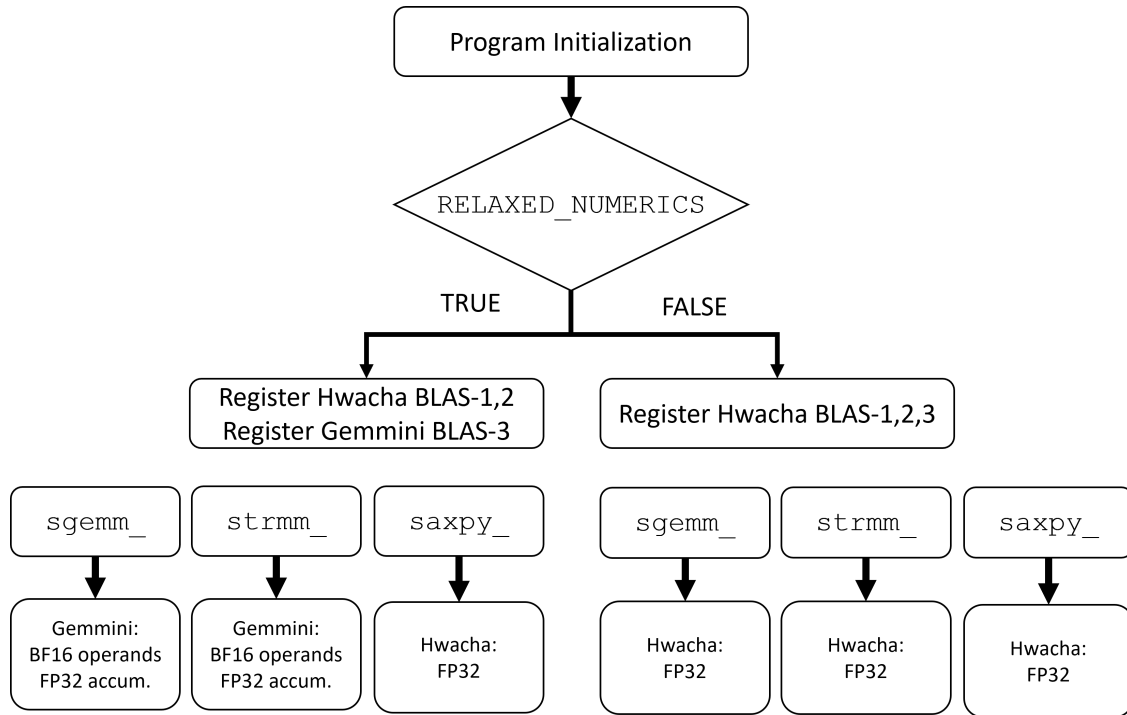 Program Initialization
RELAXED_NUMERICS
TRUE
FALSE
Register Hwacha BLAS-1,2
Register Gemmini BLAS-3
Register Hwacha BLAS-1,2,3
sgemm_
strmm_
saxpy_
sgemm_
strmm_
saxpy_
Gemmini:
BF16 operands
FP32 accum.
Gemmini:
BF16 operands
FP32 accum.
Hwacha:
FP32
Hwacha:
FP32
Hwacha:
FP32
Hwacha:
FP32